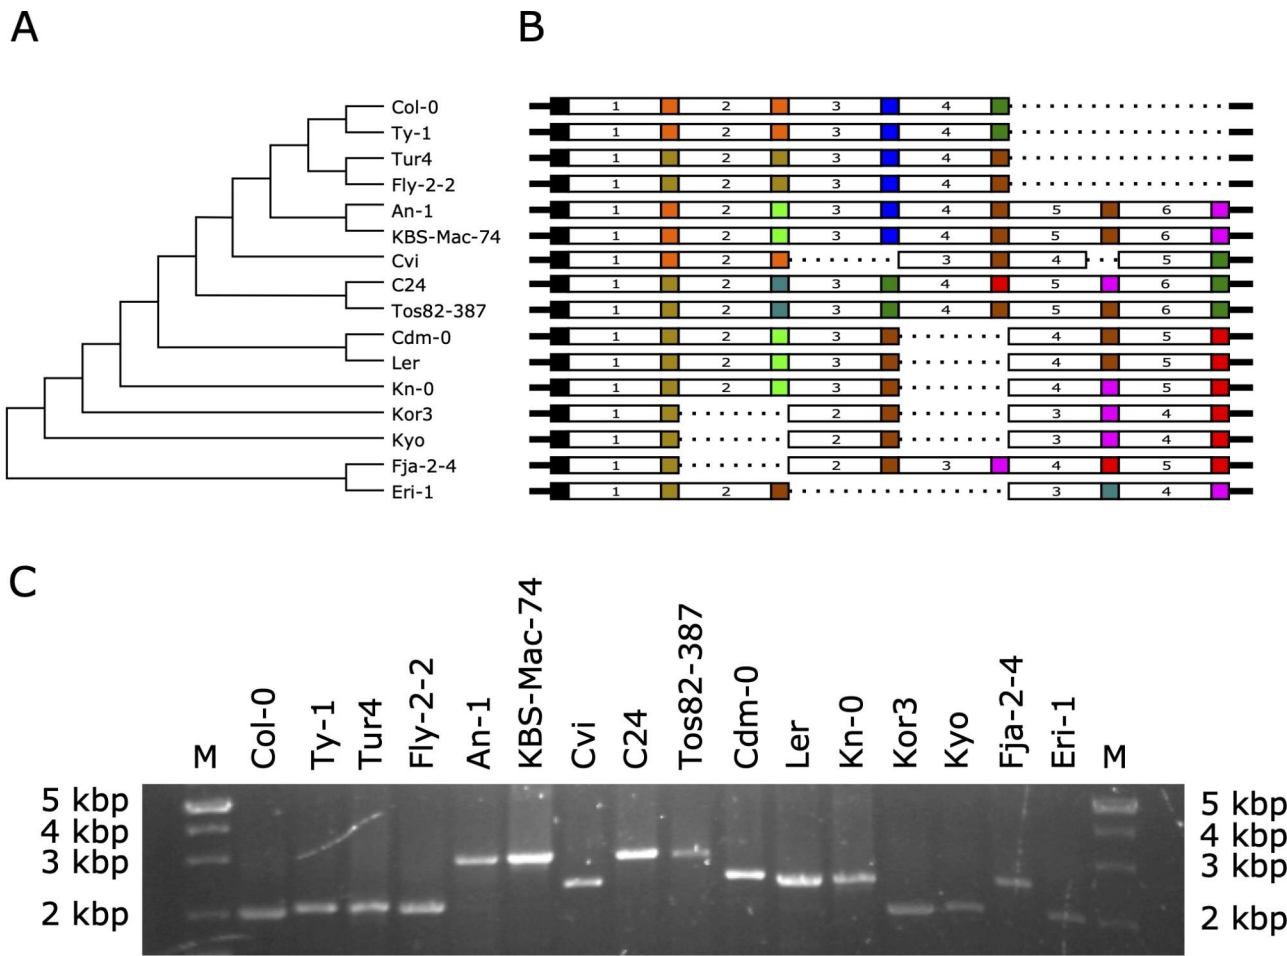 A B
Col-0 1 2 3 4
Ty-1 1 2 3 4
Tur4 1 2 3 4
Fly-2-2 1 2 3 4
An-1 1 2 3 4 5 6
KBS-Mac-74 1 2 3 4 5 6
Cvi 1 2 3 4 5
C24 1 2 3 4 5 6
Tos82-387 1 2 3 4 5 6
Cdm-0 1 2 3 4 5
Ler 1 2 3 4 5
Kn-0 1 2 3 4 5
Kor3 1 2 3 4
Kyo 1 2 3 4
Fja-2-4 1 2 3 4 5
Eri-1 1 2 3 4
C
M Col-0 Ty-1 Tur4 Fly-2-2 An-1 KBS-Mac-74 Cvi C24 Tos82-387 Cdm-0 Ler Kn-0 Kor3 Kyo Fja-2-4 Eri-1 M
5 kbp 5 kbp
4 kbp 4 kbp
3 kbp 3 kbp
2 kbp 2 kbp